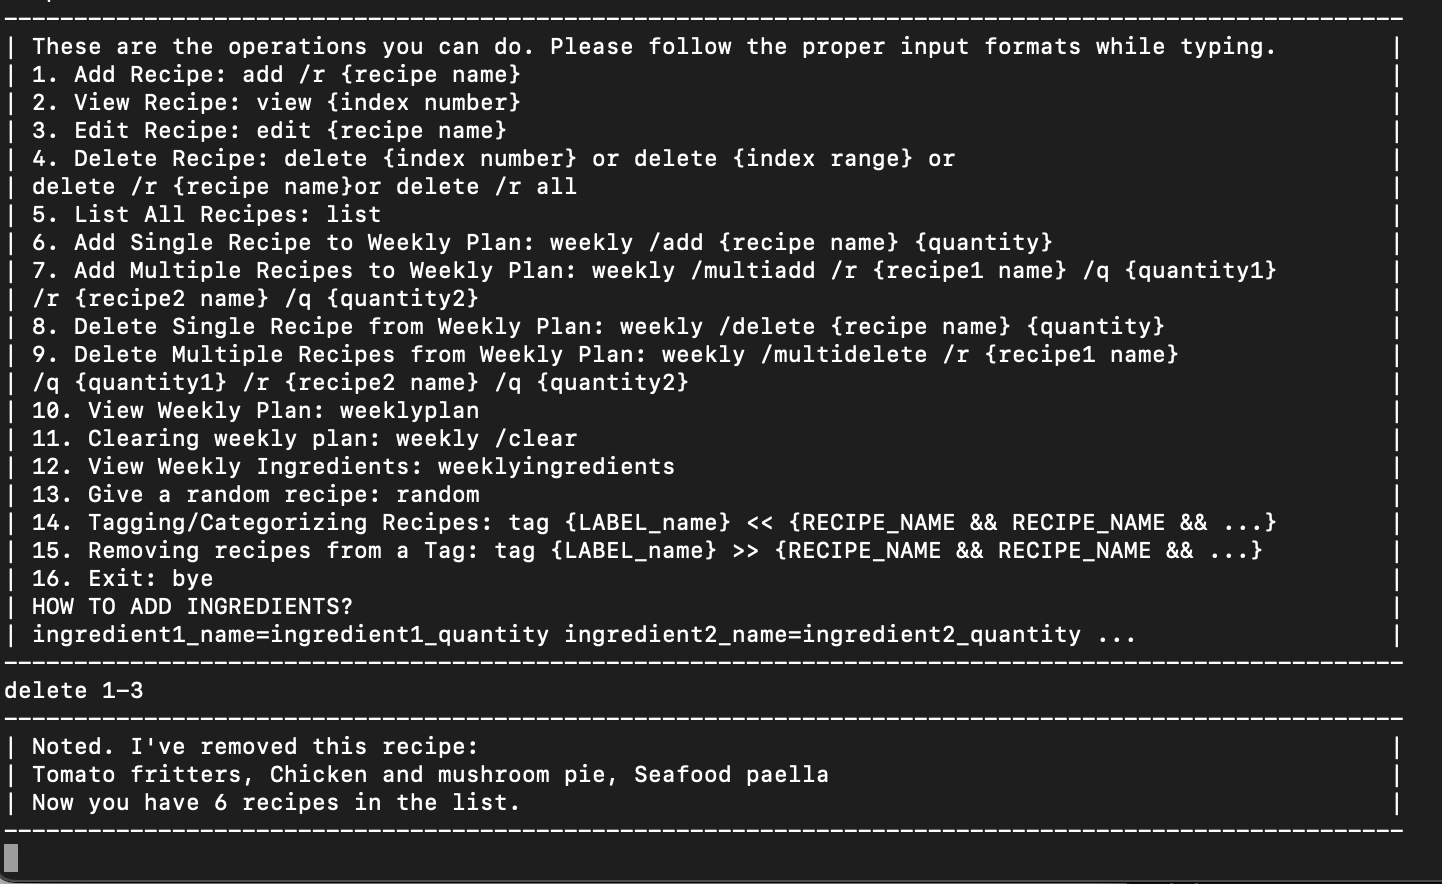 These are the operations you can do. Please follow the proper input formats while typing.
1. Add Recipe: add /r {recipe name}
2. View Recipe: view {index number}
3. Edit Recipe: edit {recipe name}
4. Delete Recipe: delete {index number} or delete {index range} or
delete /r {recipe name}or delete /r all
5. List All Recipes: list
6. Add Single Recipe to Weekly Plan: weekly /add {recipe name} {quantity}
7. Add Multiple Recipes to Weekly Plan: weekly /multiadd /r {recipe1 name} /q {quantity1}
/r {recipe2 name} /q {quantity2}
8. Delete Single Recipe from Weekly Plan: weekly /delete {recipe name} {quantity}
9. Delete Multiple Recipes from Weekly Plan: weekly /multidelete /r {recipe1 name}
/q {quantity1} /r {recipe2 name} /q {quantity2}
10. View Weekly Plan: weeklyplan
11. Clearing weekly plan: weekly /clear
12. View Weekly Ingredients: weeklyingredients
13. Give a random recipe: random
14. Tagging/Categorizing Recipes: tag {LABEL_name} << {RECIPE_NAME && RECIPE_NAME && ...}
15. Removing recipes from a Tag: tag {LABEL_name} >> {RECIPE_NAME && RECIPE_NAME && ...}
16. Exit: bye
HOW TO ADD INGREDIENTS?
ingredient1_name=ingredient1_quantity ingredient2_name=ingredient2_quantity ...
delete 1-3
Noted. I've removed this recipe:
Tomato fritters, Chicken and mushroom pie, Seafood paella
Now you have 6 recipes in the list.